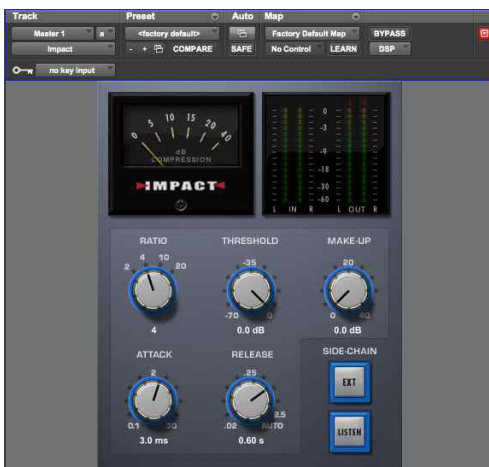 Track Preset Auto Map
Master 1 a <factory default> Factory Default Map BYPASS
Impact - + COMPARE SAFE No Control LEARN DSP
no key input
0 5 10 15 20 40
dB
COMPRESSION
IMPACT
0
-3
-9
-18
-30
-60
L IN R L OUT R
RATIO THRESHOLD MAKE-UP
2 4 10 20 -35 20
-70 0 0 40
4 0.0 dB 0.0 dB
ATTACK RELEASE SIDE-CHAIN
2 .25
EXT
0.1 30 .02 2.5
AUTO
3.0 ms 0.60 s
LISTEN